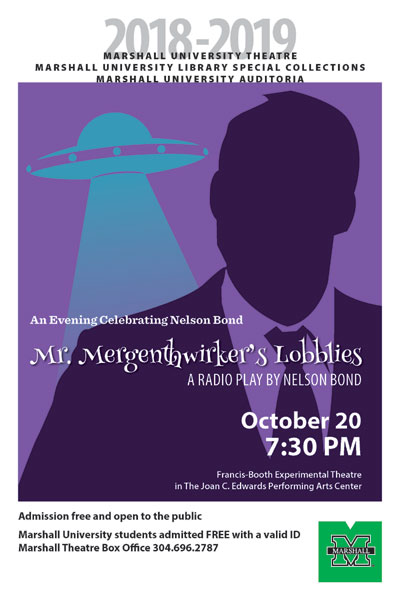 2018-2019
MARSHALL UNIVERSITY THEATRE
MARSHALL UNIVERSITY LIBRARY SPECIAL COLLECTIONS
MARSHALL UNIVERSITY AUDITORIA
An Evening Celebrating Nelson Bond
Mr. Mergenthwirker's Lobblies
A RADIO PLAY BY NELSON BOND
October 20
7:30 PM
Francis-Booth Experimental Theatre
in The Joan C. Edwards Performing Arts Center
Admission free and open to the public
Marshall University students admitted FREE with a valid ID
Marshall Theatre Box Office 304.696.2787
MARSHALL